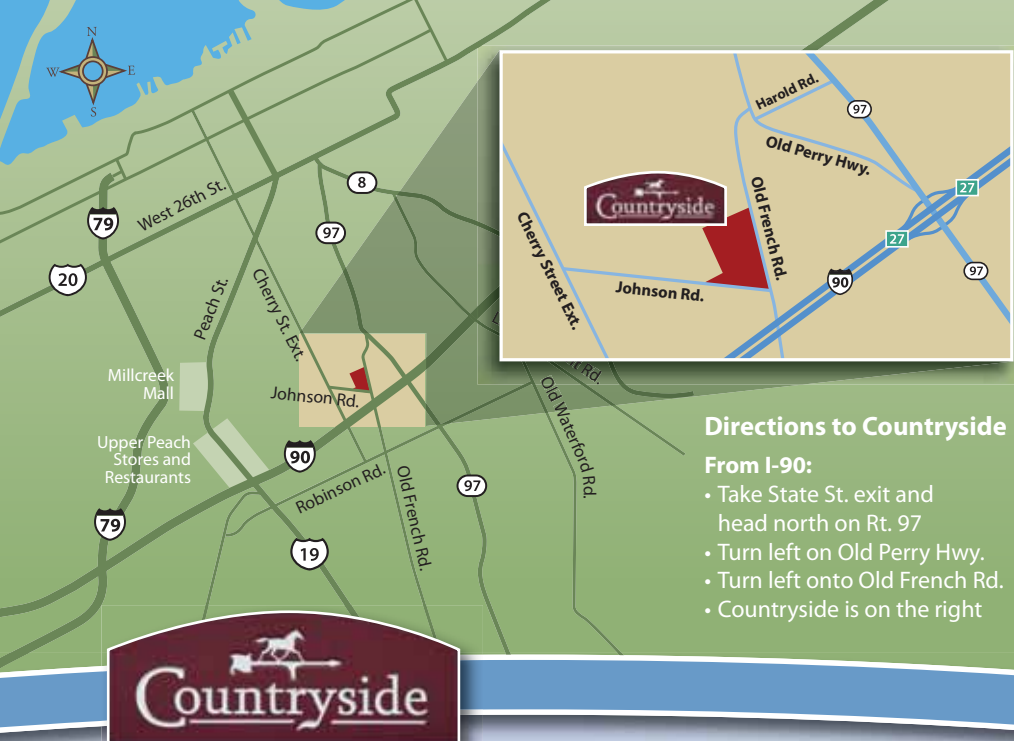 N
W E
S
79
West 26th St.
20
8
97
Peach St.
Cherry St. Ext.
Millcreek
Mall
Johnson Rd.
Upper Peach
Stores and
Restaurants
90
Robinson Rd.
Old French Rd.
97
79
19
Old Waterford Rd.
Rd.
Harold Rd.
97
Old Perry Hwy.
27
Countryside
Old French Rd.
Cherry Street Ext.
27
Johnson Rd.
90
97
Directions to Countryside
From I-90:
• Take State St. exit and
head north on Rt. 97
• Turn left on Old Perry Hwy.
• Turn left onto Old French Rd.
• Countryside is on the right
Countryside